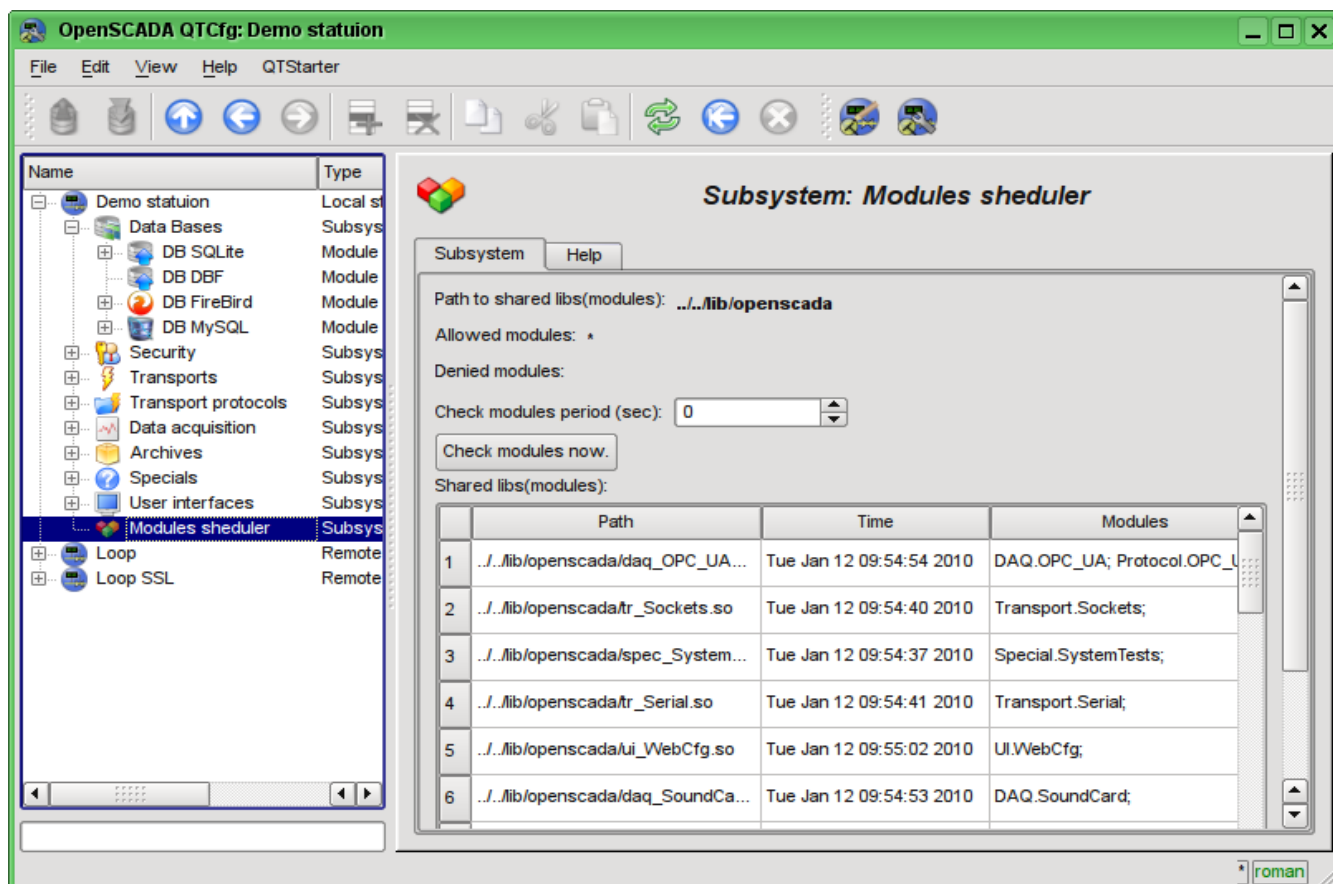 OpenSCADA QTCfg: Demo statuion
File Edit View Help QTStarter
Name Type
Demo statuion Local st
Data Bases Subsys
DB SQLite Module
DB DBF Module
DB FireBird Module
DB MySQL Module
Security Subsys
Transports Subsys
Transport protocols Subsys
Data acquisition Subsys
Archives Subsys
Specials Subsys
User interfaces Subsys
Modules sheduler Subsys
Loop Remote
Loop SSL Remote
Subsystem: Modules sheduler
Subsystem Help
Path to shared libs(modules): ../../lib/openscada
Allowed modules: *
Denied modules:
Check modules period (sec): 0
Check modules now.
Shared libs(modules):
Path Time Modules
1 ../../lib/openscada/daq_OPC_UA... Tue Jan 12 09:54:54 2010 DAQ.OPC_UA; Protocol.OPC_U
2 ../../lib/openscada/tr_Sockets.so Tue Jan 12 09:54:40 2010 Transport.Sockets;
3 ../../lib/openscada/spec_System... Tue Jan 12 09:54:37 2010 Special.SystemTests;
4 ../../lib/openscada/tr_Serial.so Tue Jan 12 09:54:41 2010 Transport.Serial;
5 ../../lib/openscada/ui_WebCfg.so Tue Jan 12 09:55:02 2010 UI.WebCfg;
6 ../../lib/openscada/daq_SoundCa... Tue Jan 12 09:54:53 2010 DAQ.SoundCard;
* roman